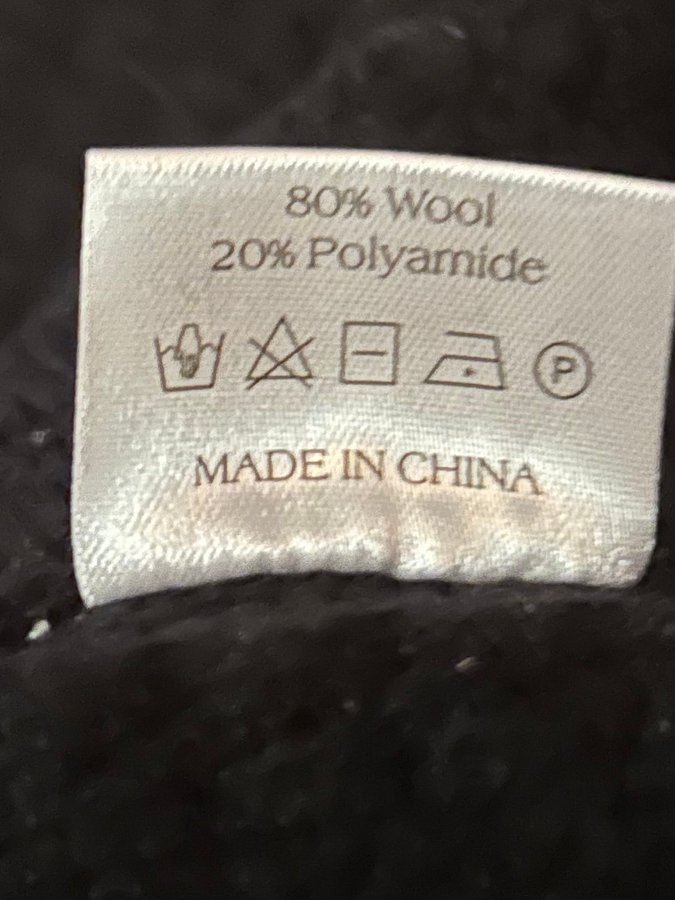 80% Wool
20% Polyamide
P
MADE IN CHINA